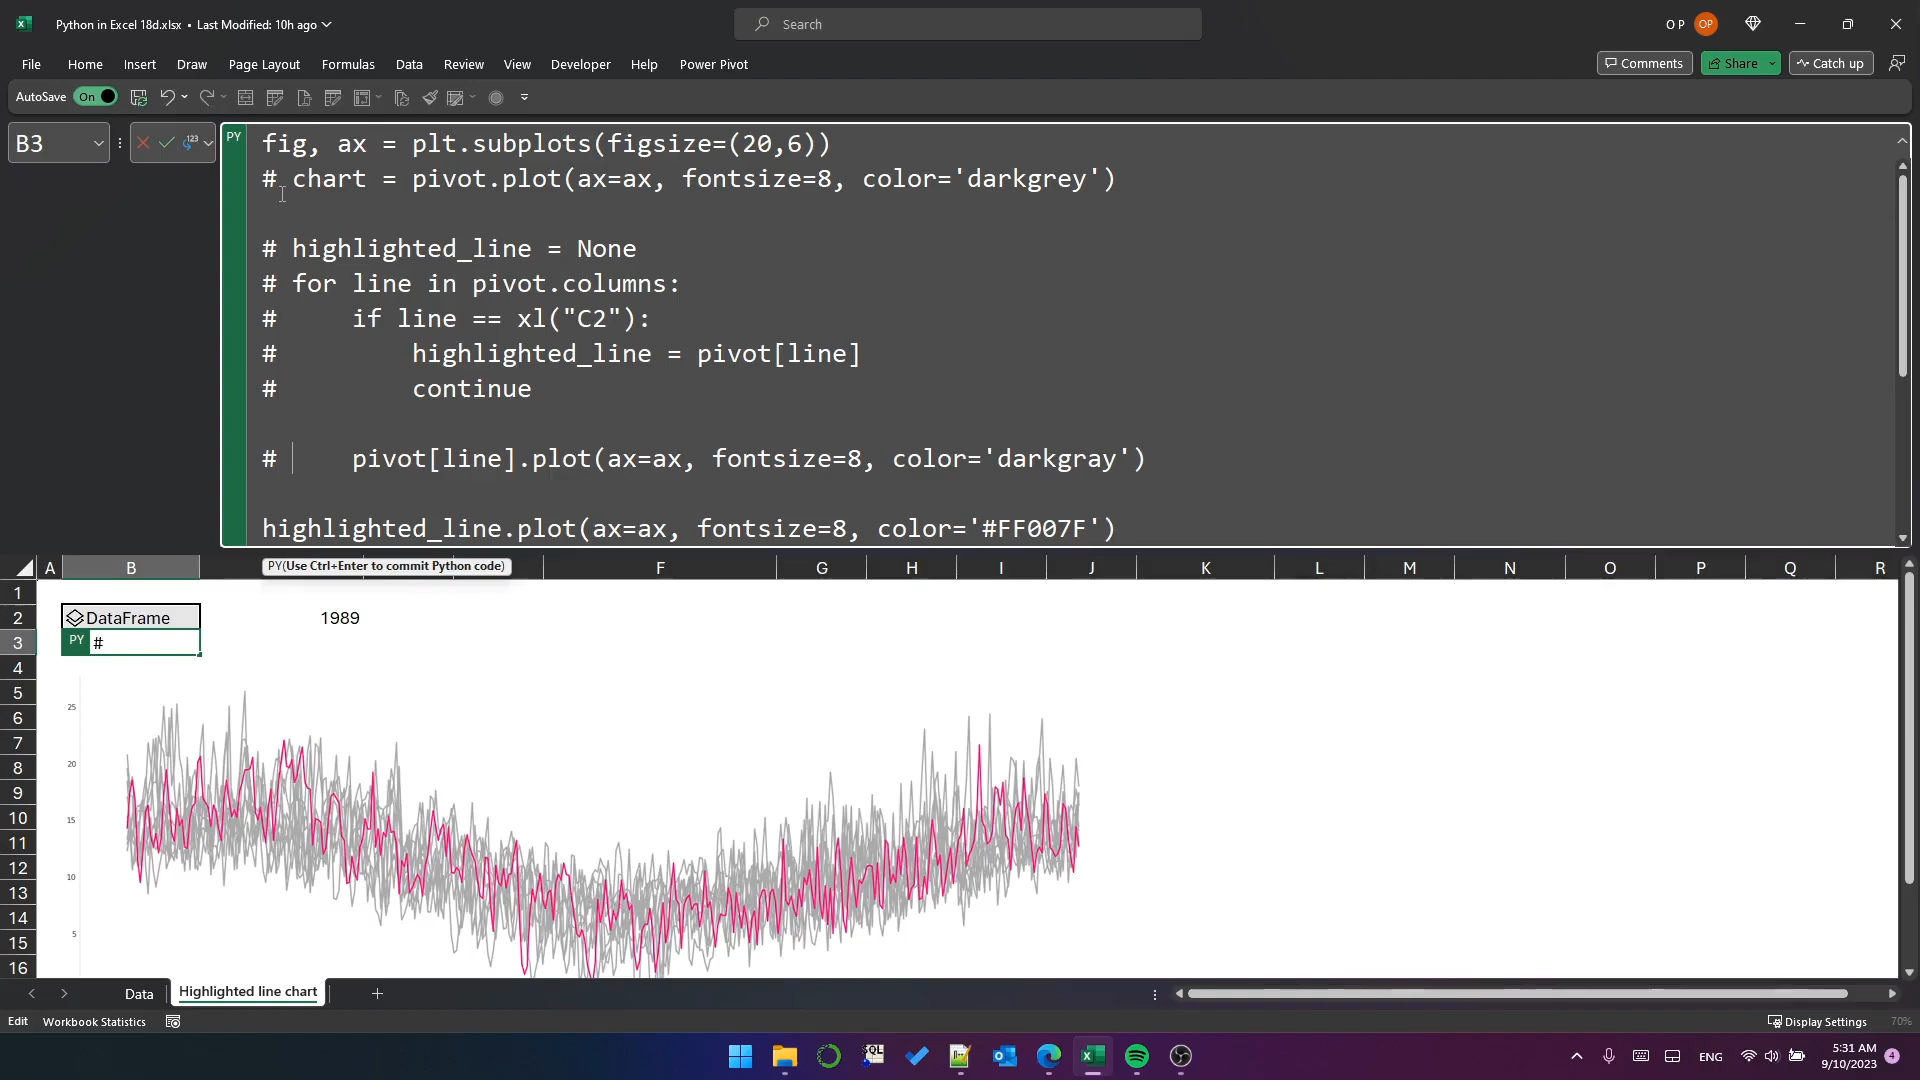 Python in Excel 18d.xlsx • Last Modified: 10h ago
Search
O P
OP
File
Home
Insert
Draw
Page Layout
Formulas
Data
Review
View
Developer
Help
Power Pivot
Comments
Share
Catch up
AutoSave
On
B3
123
PY
fig, ax = plt.subplots(figsize=(20,6))
# chart = pivot.plot(ax=ax, fontsize=8, color='darkgrey')
# highlighted_line = None
# for line in pivot.columns:
#     if line == xl("C2"):
#         highlighted_line = pivot[line]
#         continue
#     pivot[line].plot(ax=ax, fontsize=8, color='darkgray')
highlighted_line.plot(ax=ax, fontsize=8, color='#FF007F')
PY(Use Ctrl+Enter to commit Python code)
A
B
F
G
H
I
J
K
L
M
N
O
P
Q
R
1
2
DataFrame
1989
3
PY
#
4
5
6
7
8
9
10
11
12
13
14
15
16
25
20
15
10
5
Data
Highlighted line chart
Edit
Workbook Statistics
Display Settings
70%
SQL
ENG
5:31 AM
9/10/2023
4